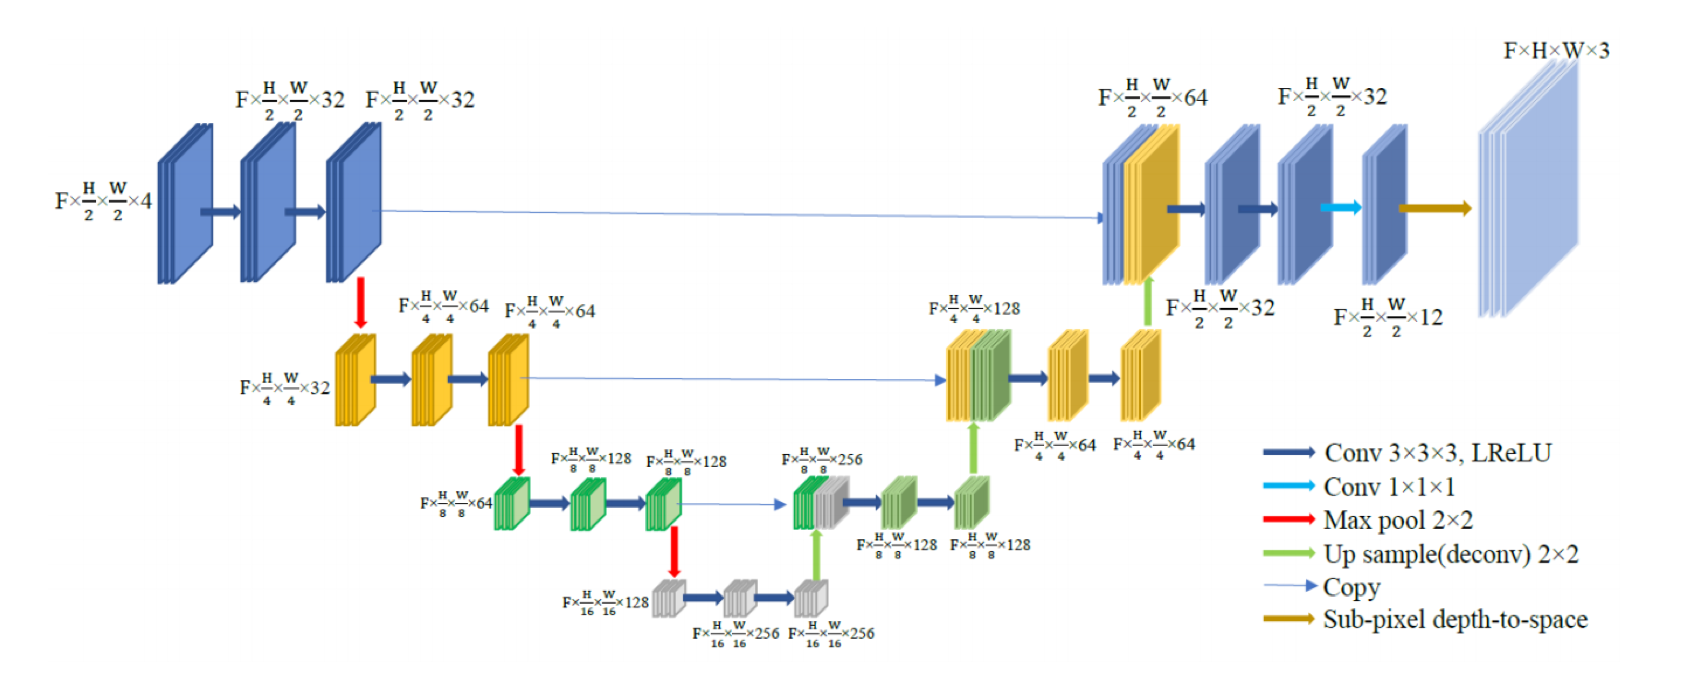 F×H×W×3
F×H/2×W/2×32
F×H/2×W/2×32
F×H/2×W/2×64
F×H/2×W/2×32
F×H/2×W/2×4
F×H/4×W/4×64
F×H/4×W/4×64
F×H/4×W/4×128
F×H/2×W/2×32
F×H/2×W/2×12
F×H/4×W/4×32
F×H/4×W/4×64
F×H/4×W/4×64
F×H/8×W/8×128
F×H/8×W/8×128
F×H/8×W/8×256
F×H/8×W/8×64
F×H/8×W/8×128
F×H/8×W/8×128
F×H/16×W/16×128
F×H/16×W/16×256
F×H/16×W/16×256
Conv 3×3×3, LReLU
Conv 1×1×1
Max pool 2×2
Up sample(deconv) 2×2
Copy
Sub-pixel depth-to-space